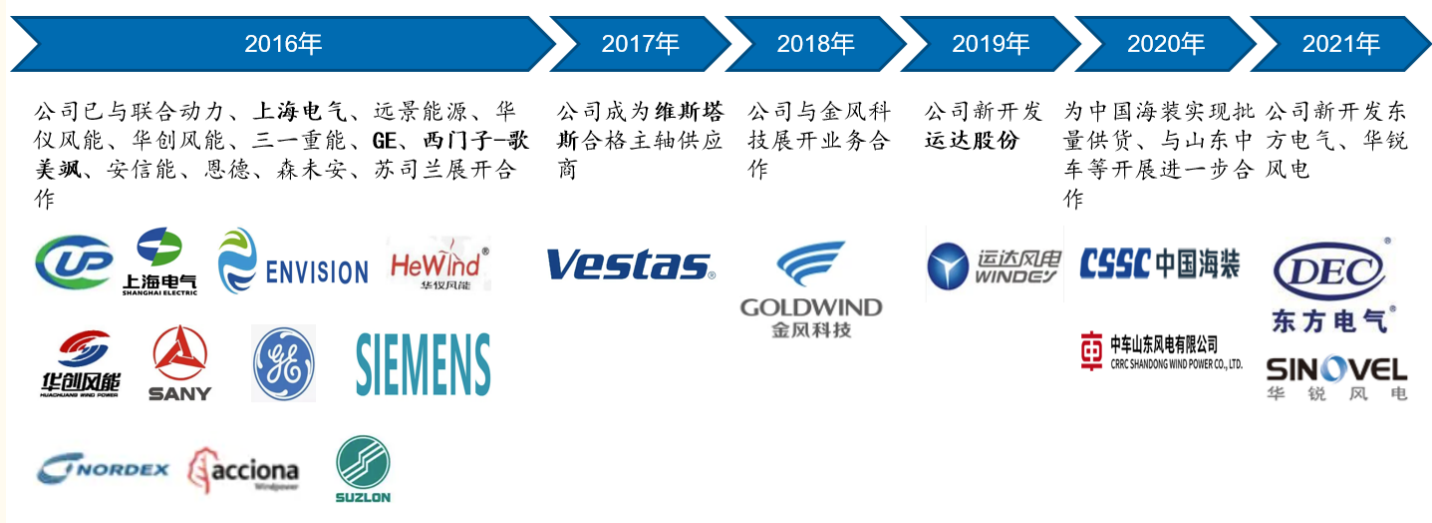 2016年
2017年
2018年
2019年
2020年
2021年
公司已与联合动力、上海电气、远景能源、华
仪风能、华创风能、三一重能、GE、西门子-歌
美飒、安信能、恩德、森未安、苏司兰展开合
作
公司成为维斯塔
斯合格主轴供应
商
公司与金风科
技展开业务合
作
公司新开发
运达股份
为中国海装实现批
量供货、与山东中
车等开展进一步合
作
公司新开发东
方电气、华锐
风电
UP
上海电气
SHANGHAI ELECTRIC
ENVISION
HeWind®
华仪风能
Vestas®
GOLDWIND
金风科技
运达风电
WINDEY
CSSC 中国海装
DEC®
东方电气®
华创风能
HUACHUANG WIND POWER
SANY
GE
SIEMENS
中车山东风电有限公司
CRRC SHANDONG WIND POWER CO., LTD.
SINOVEL
华锐风电
NORDEX
acciona
Windpower
SUZLON